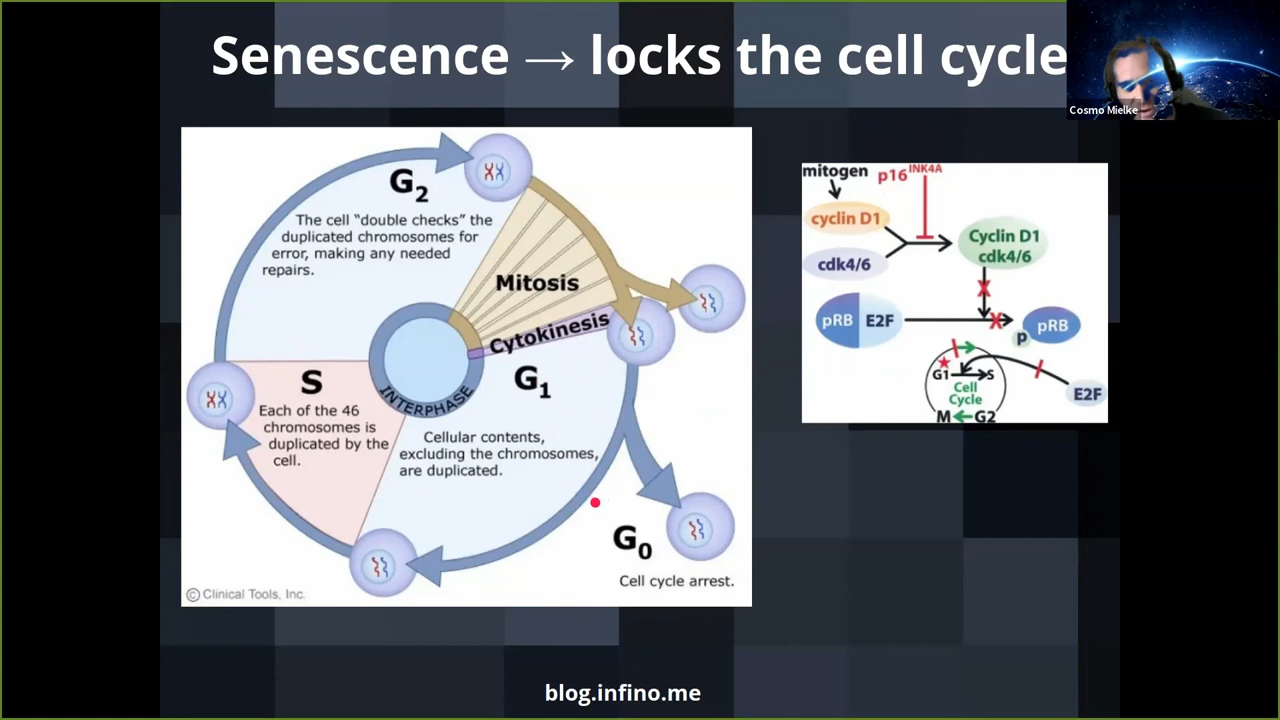 Senescence → locks the cell cycle
Cosmo Mielke
G2
The cell “double checks” the
duplicated chromosomes for
error, making any needed
repairs.
Mitosis
Cytokinesis
S
Each of the 46
chromosomes is
duplicated by the
cell.
INTERPHASE
G1
Cellular contents,
excluding the chromosomes,
are duplicated.
G0
Cell cycle arrest.
© Clinical Tools, Inc.
mitogen
p16INK4A
cyclin D1
cdk4/6
Cyclin D1
cdk4/6
pRB E2F
pRB
P
G1 S
Cell
Cycle
M G2
E2F
blog.infino.me